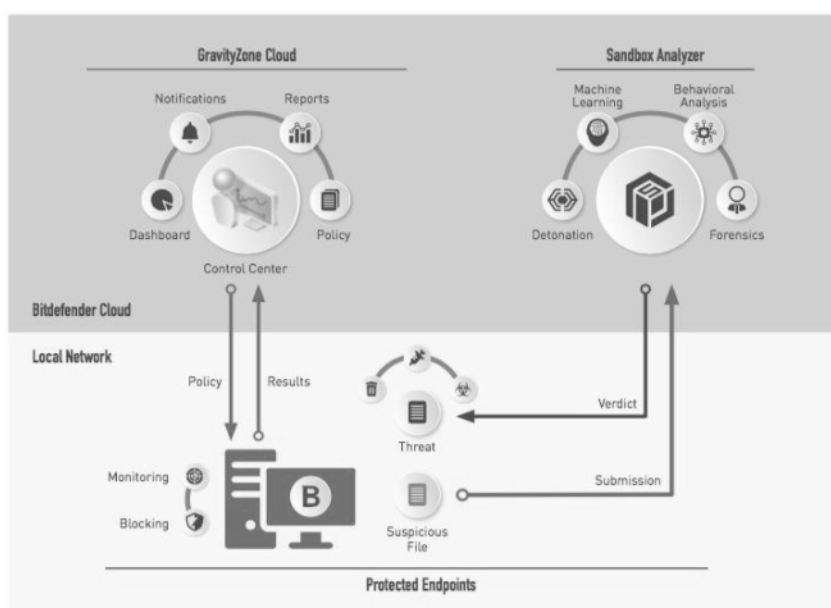 GravityZone Cloud
Sandbox Analyzer
Notifications
Reports
Machine
Learning
Behavioral
Analysis
Dashboard
Policy
Detonation
Forensics
Control Center
Bitdefender Cloud
Local Network
Policy
Results
Verdict
Threat
Monitoring
B
Submission
Blocking
Suspicious
File
Protected Endpoints